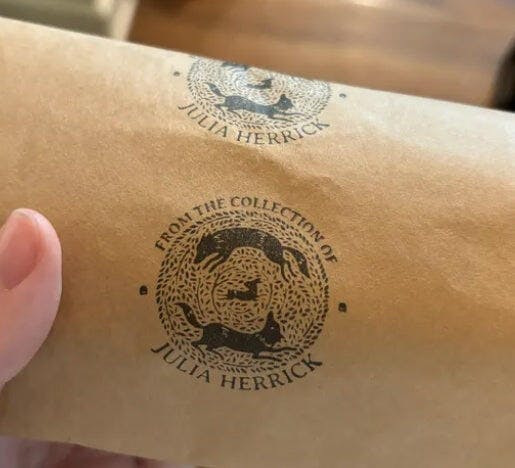 JULIA HERRICK
FROM THE COLLECTION OF
JULIA HERRICK